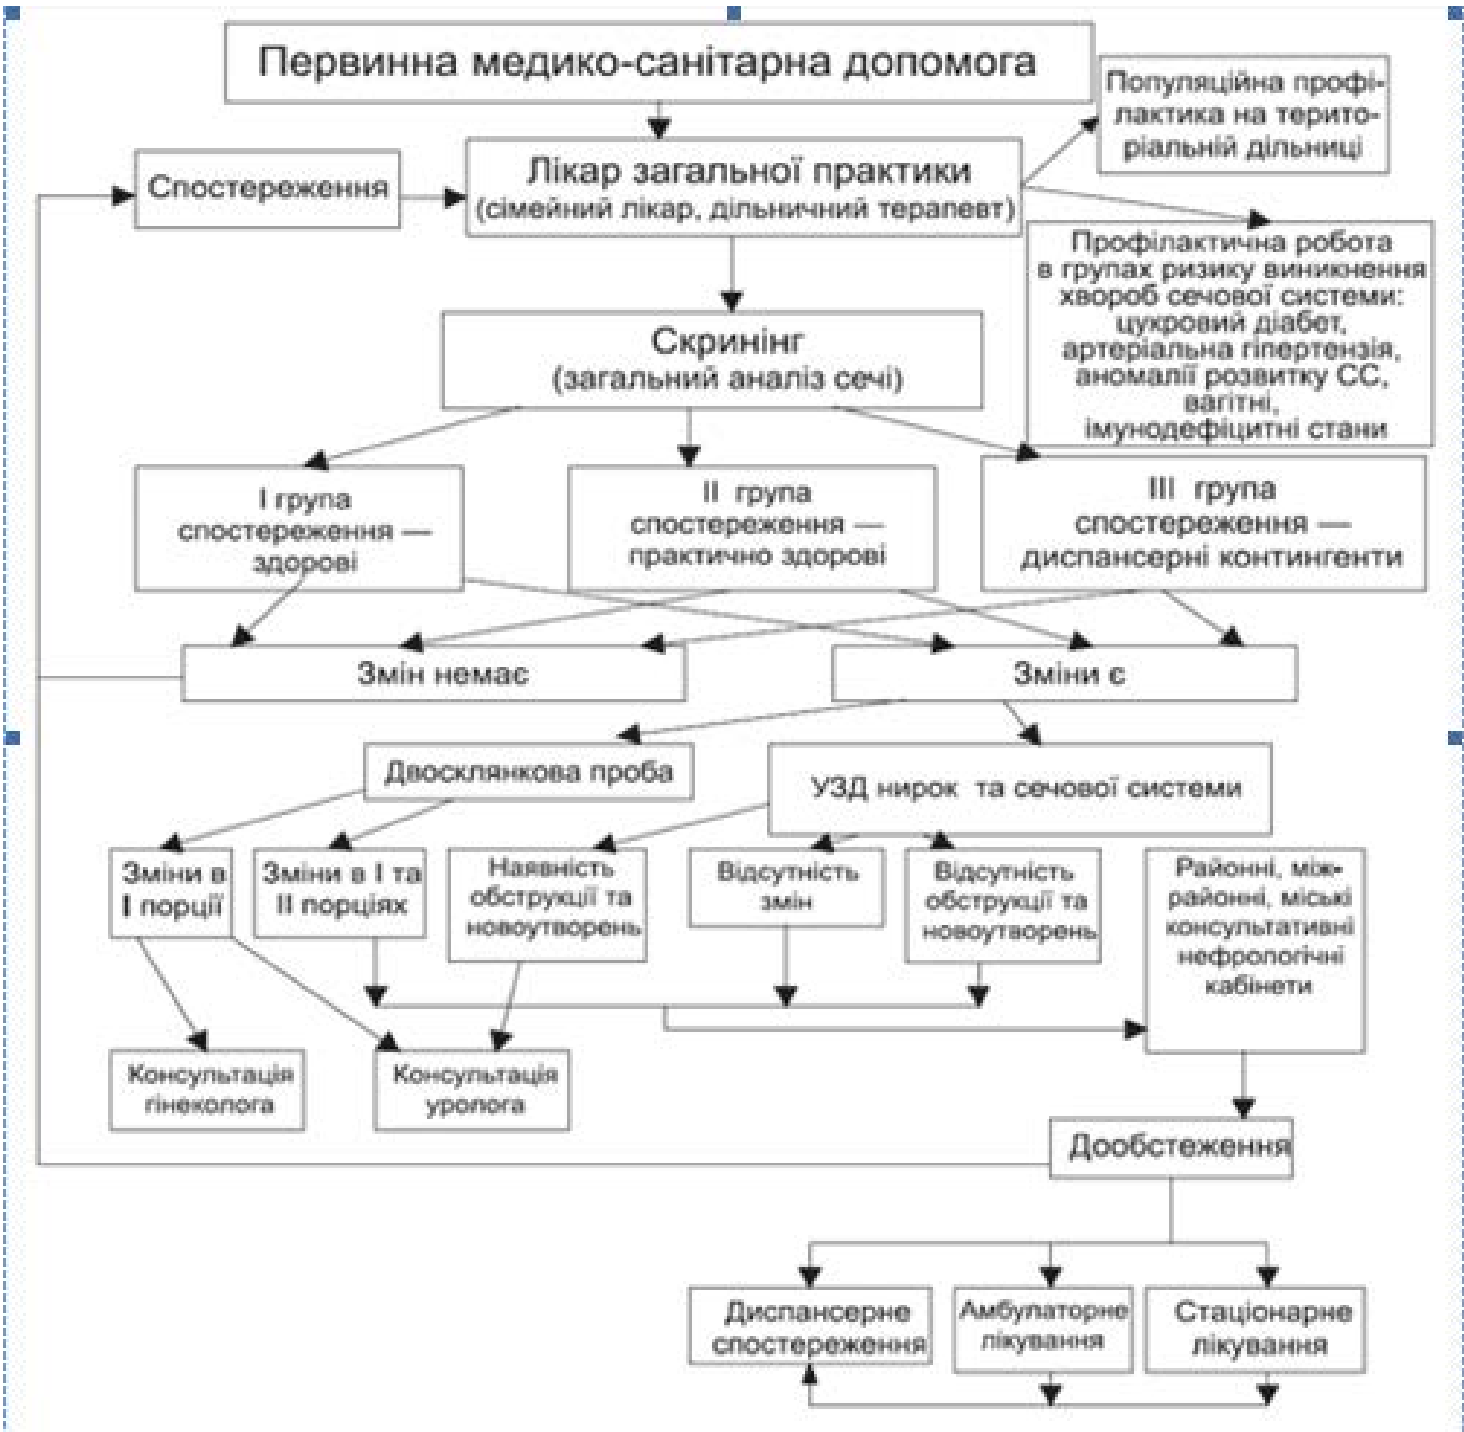 Первинна медико-санітарна допомога
Популяційна профі-
лактика на терито-
ріальній дільниці
Спостереження
Лікар загальної практики
(сімейний лікар, дільничний терапевт)
Профілактична робота
в групах ризику виникнення
хвороб сечової системи:
цукровий діабет,
артеріальна гіпертензія,
аномалії розвитку СС,
вагітні,
імунодефіцитні стани
Скринінг
(загальний аналіз сечі)
I група
спостереження —
здорові
II група
спостереження —
практично здорові
III група
спостереження —
диспансерні контингенти
Змін немає
Зміни є
Двосклянкова проба
УЗД нирок та сечової системи
Зміни в
I порції
Зміни в I та
II порціях
Наявність
обструкції та
новоутворень
Відсутність
змін
Відсутність
обструкції та
новоутворень
Районні, між-
районні, міські
консультативні
нефрологічні
кабінети
Консультація
гінеколога
Консультація
уролога
Дообстеження
Диспансерне
спостереження
Амбулаторне
лікування
Стаціонарне
лікування